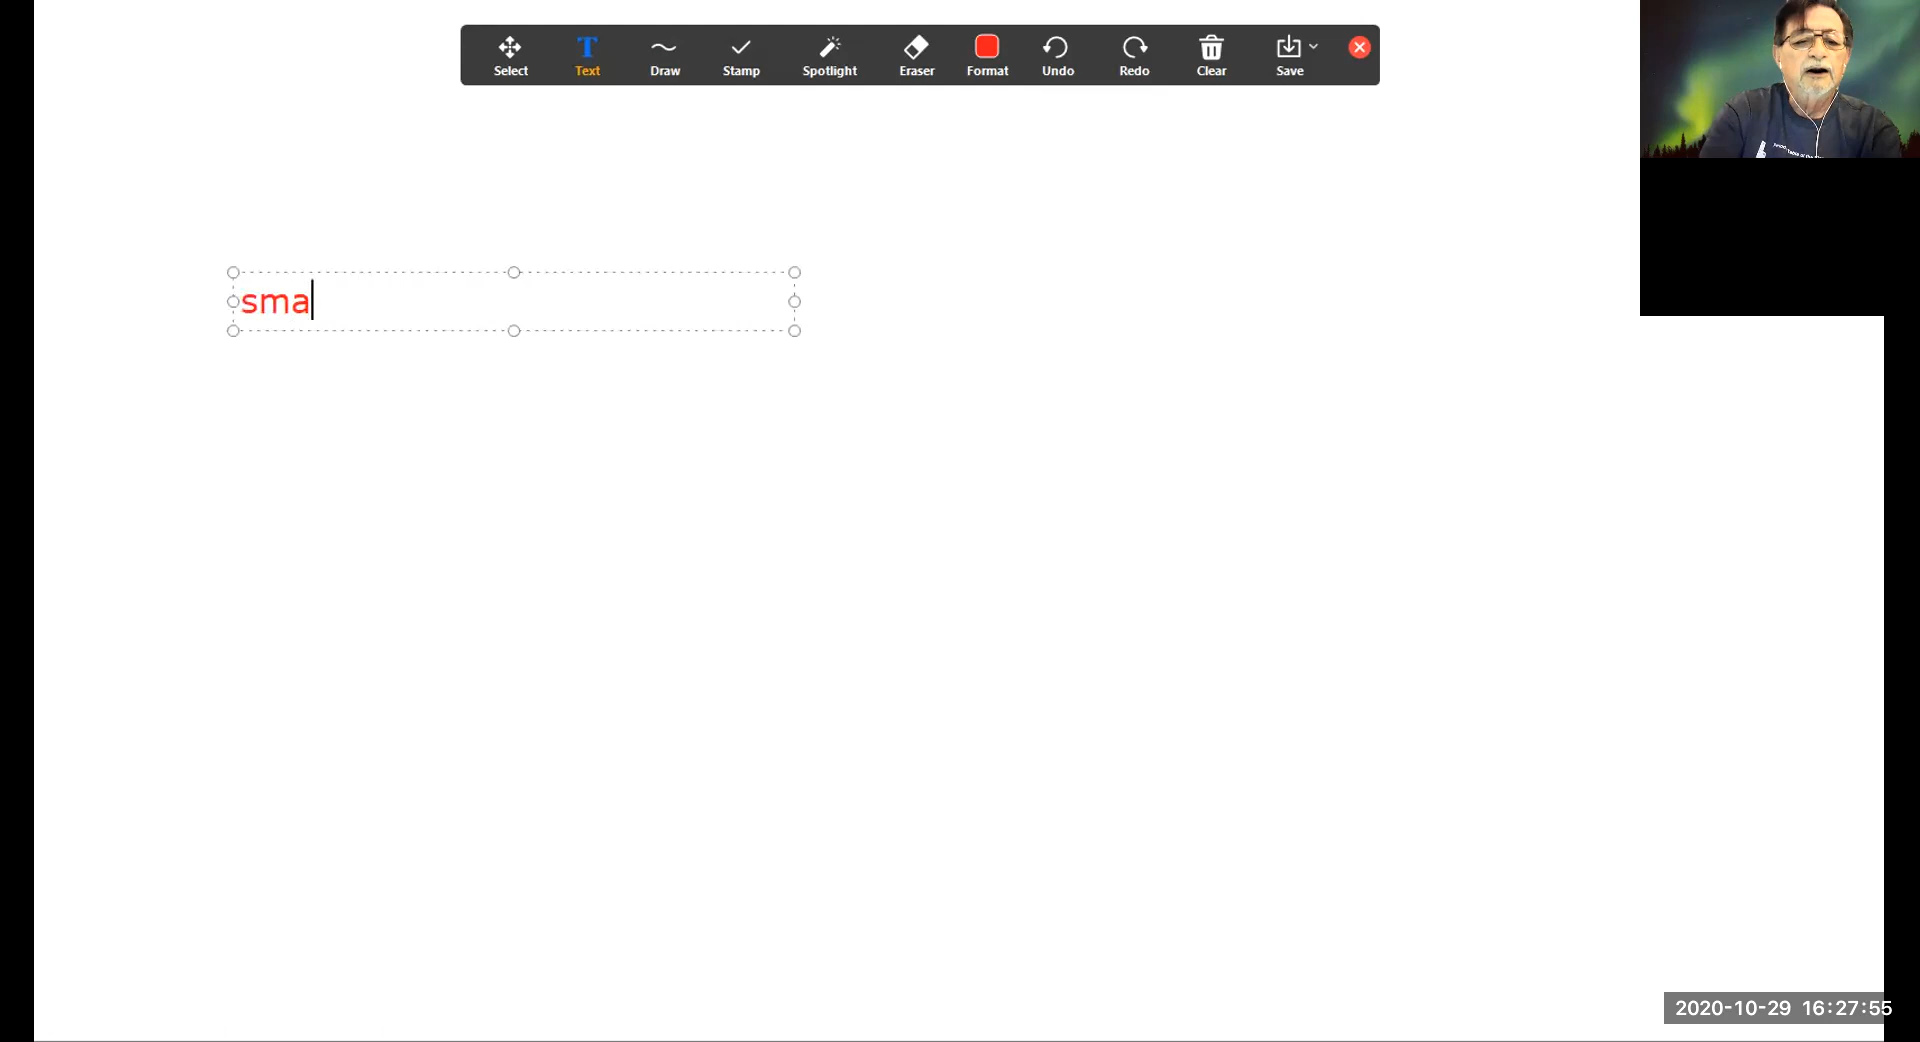 Select Text Draw Stamp Spotlight Eraser Format Undo Redo Clear Save
sma
2020-10-29 16:27:55